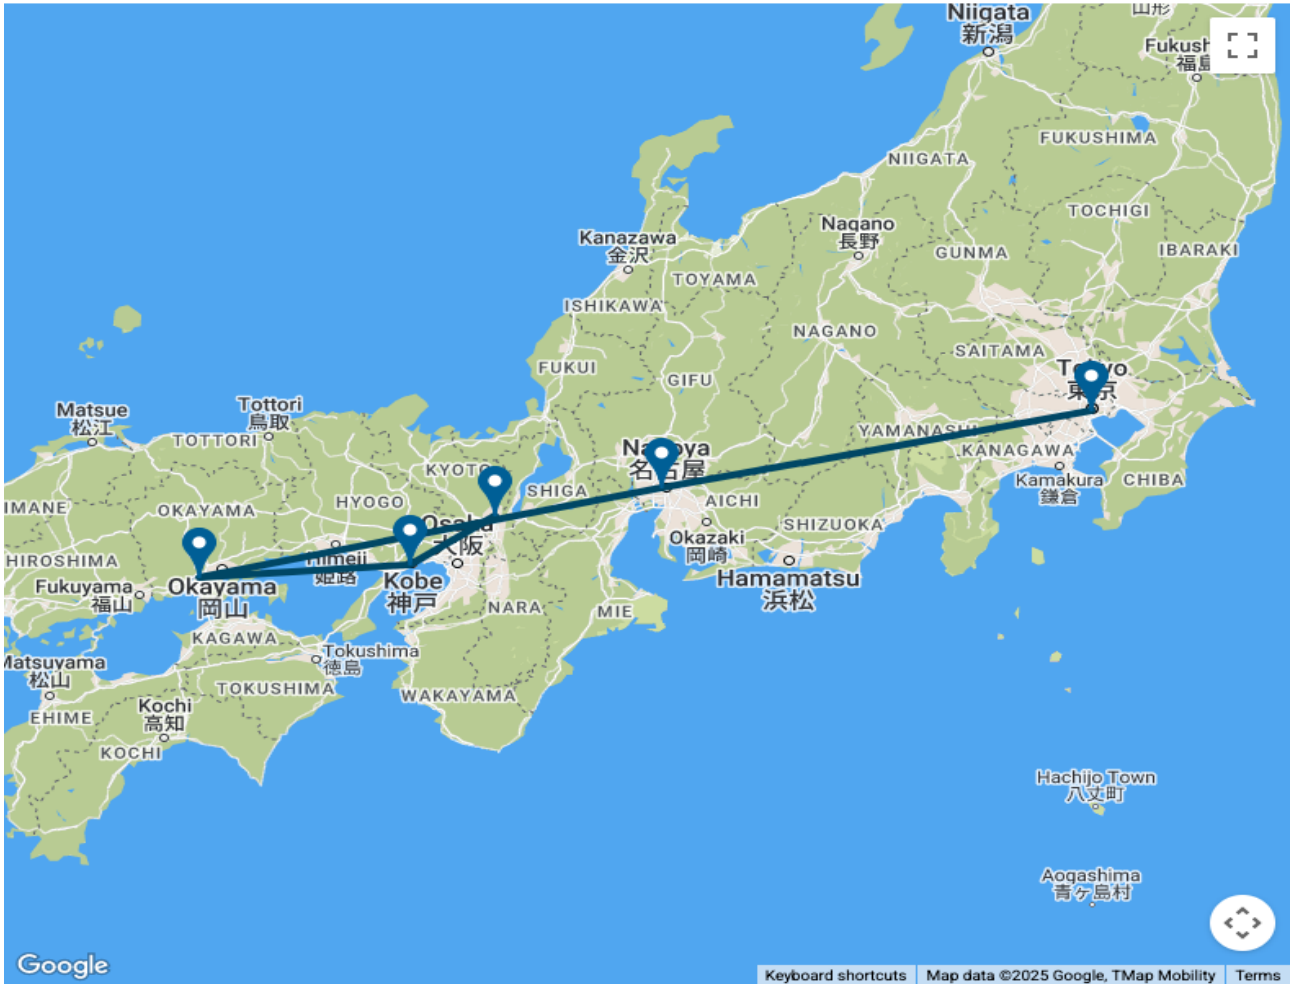 Niigata
新潟
山形
福島
FUKUSHIMA
NIIGATA
TOCHIGI
Nagano
長野
Kanazawa
金沢
GUNMA
IBARAKI
TOYAMA
ISHIKAWA
NAGANO
SAITAMA
FUKUI
GIFU
東京
Matsue
松江
Tottori
鳥取
TOTTORI
YAMANASHI
KANAGAWA
名古屋
KYOTO
Kamakura
鎌倉
CHIBA
SHIGA
HYOGO
AICHI
OKAYAMA
SHIZUOKA
Osaka
大阪
Okazaki
岡崎
HIROSHIMA
Himeji
姫路
Hamamatsu
浜松
Fukuyama
福山
Okayama
岡山
Kobe
神戸
NARA
MIE
KAGAWA
Tokushima
徳島
Matsuyama
松山
TOKUSHIMA
WAKAYAMA
Kochi
高知
EHIME
KOCHI
Hachijo Town
八丈町
Aogashima
青ヶ島村
Google
Keyboard shortcuts
Map data ©2025 Google, TMap Mobility
Terms